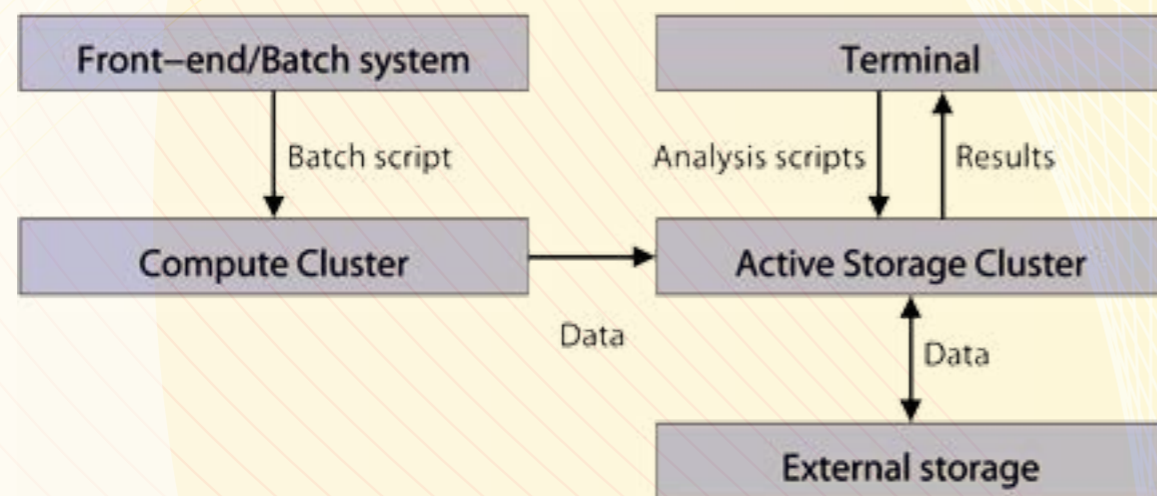 Front–end/Batch system
Terminal
Batch script
Analysis scripts
Results
Compute Cluster
Active Storage Cluster
Data
Data
External storage